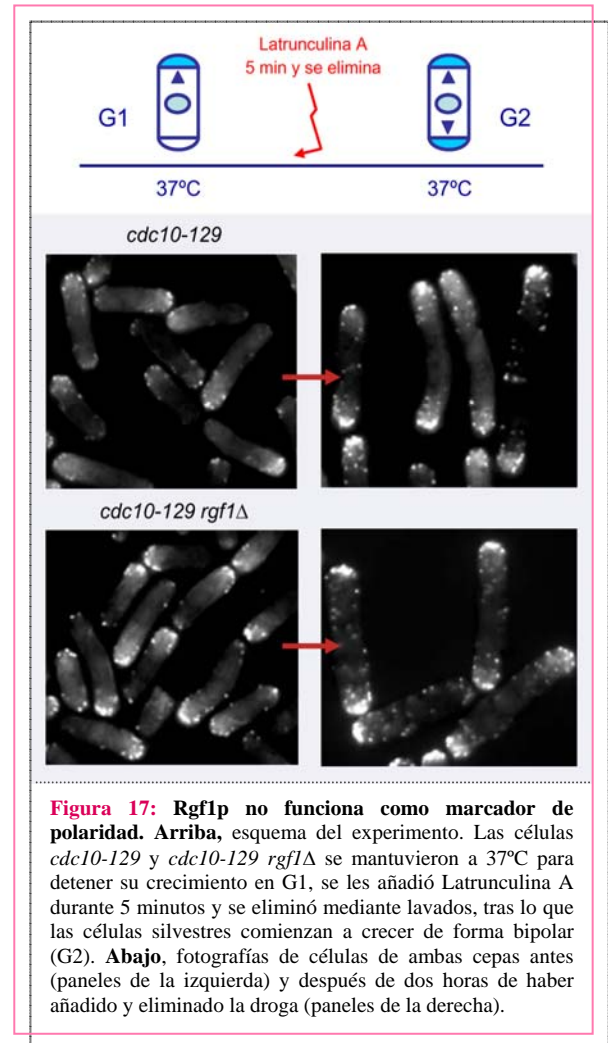 Latrunculina A
5 min y se elimina
G1
G2
37ºC
37ºC
cdc10-129
cdc10-129 rgf1Δ
Figura 17: Rgf1p no funciona como marcador de
polaridad. Arriba, esquema del experimento. Las células
cdc10-129 y cdc10-129 rgf1Δ se mantuvieron a 37ºC para
detener su crecimiento en G1, se les añadió Latrunculina A
durante 5 minutos y se eliminó mediante lavados, tras lo que
las células silvestres comienzan a crecer de forma bipolar
(G2). Abajo, fotografías de células de ambas cepas antes
(paneles de la izquierda) y después de dos horas de haber
añadido y eliminado la droga (paneles de la derecha).